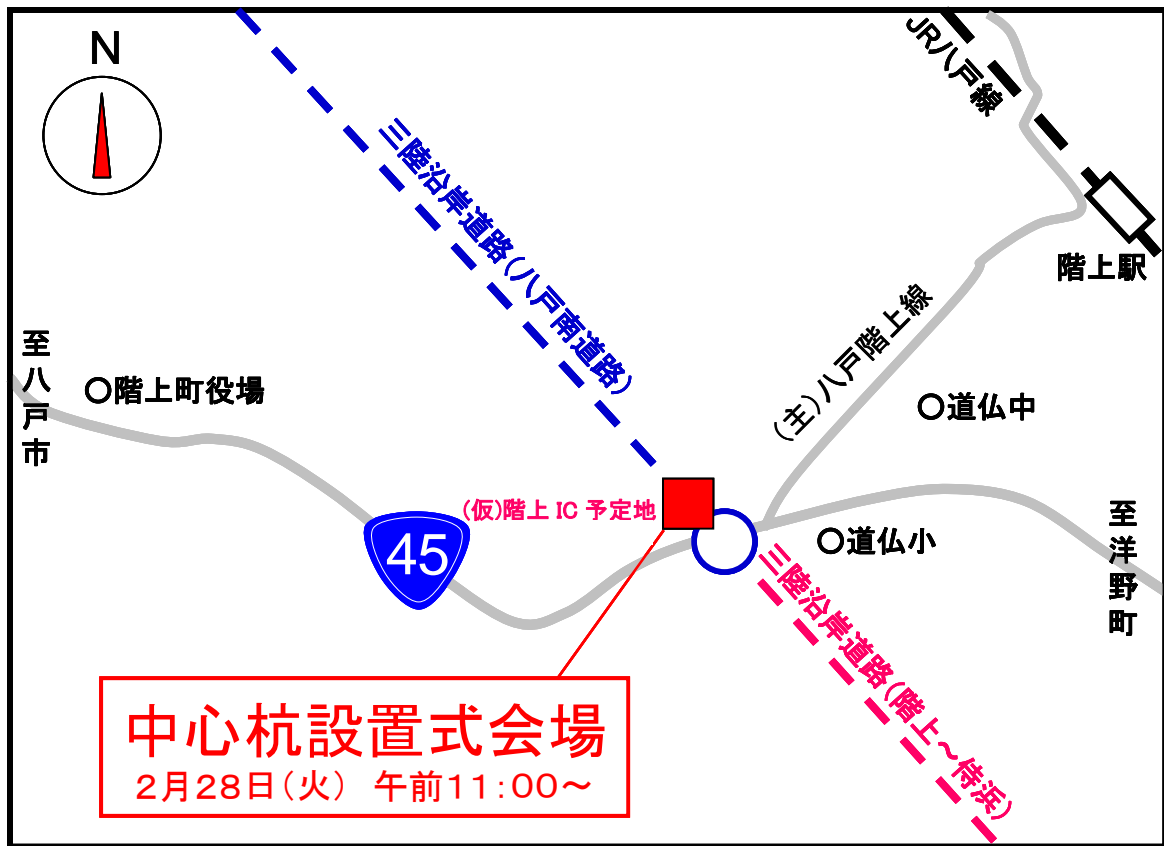 N
JR八戸線
三陸沿岸道路(八戸南道路)
階上駅
(主)八戸階上線
至八戸市
○階上町役場
○道仏中
(仮)階上 IC 予定地
45
○道仏小
至洋野町
三陸沿岸道路(階上～侍浜)
中心杭設置式会場
2月28日(火) 午前11:00～